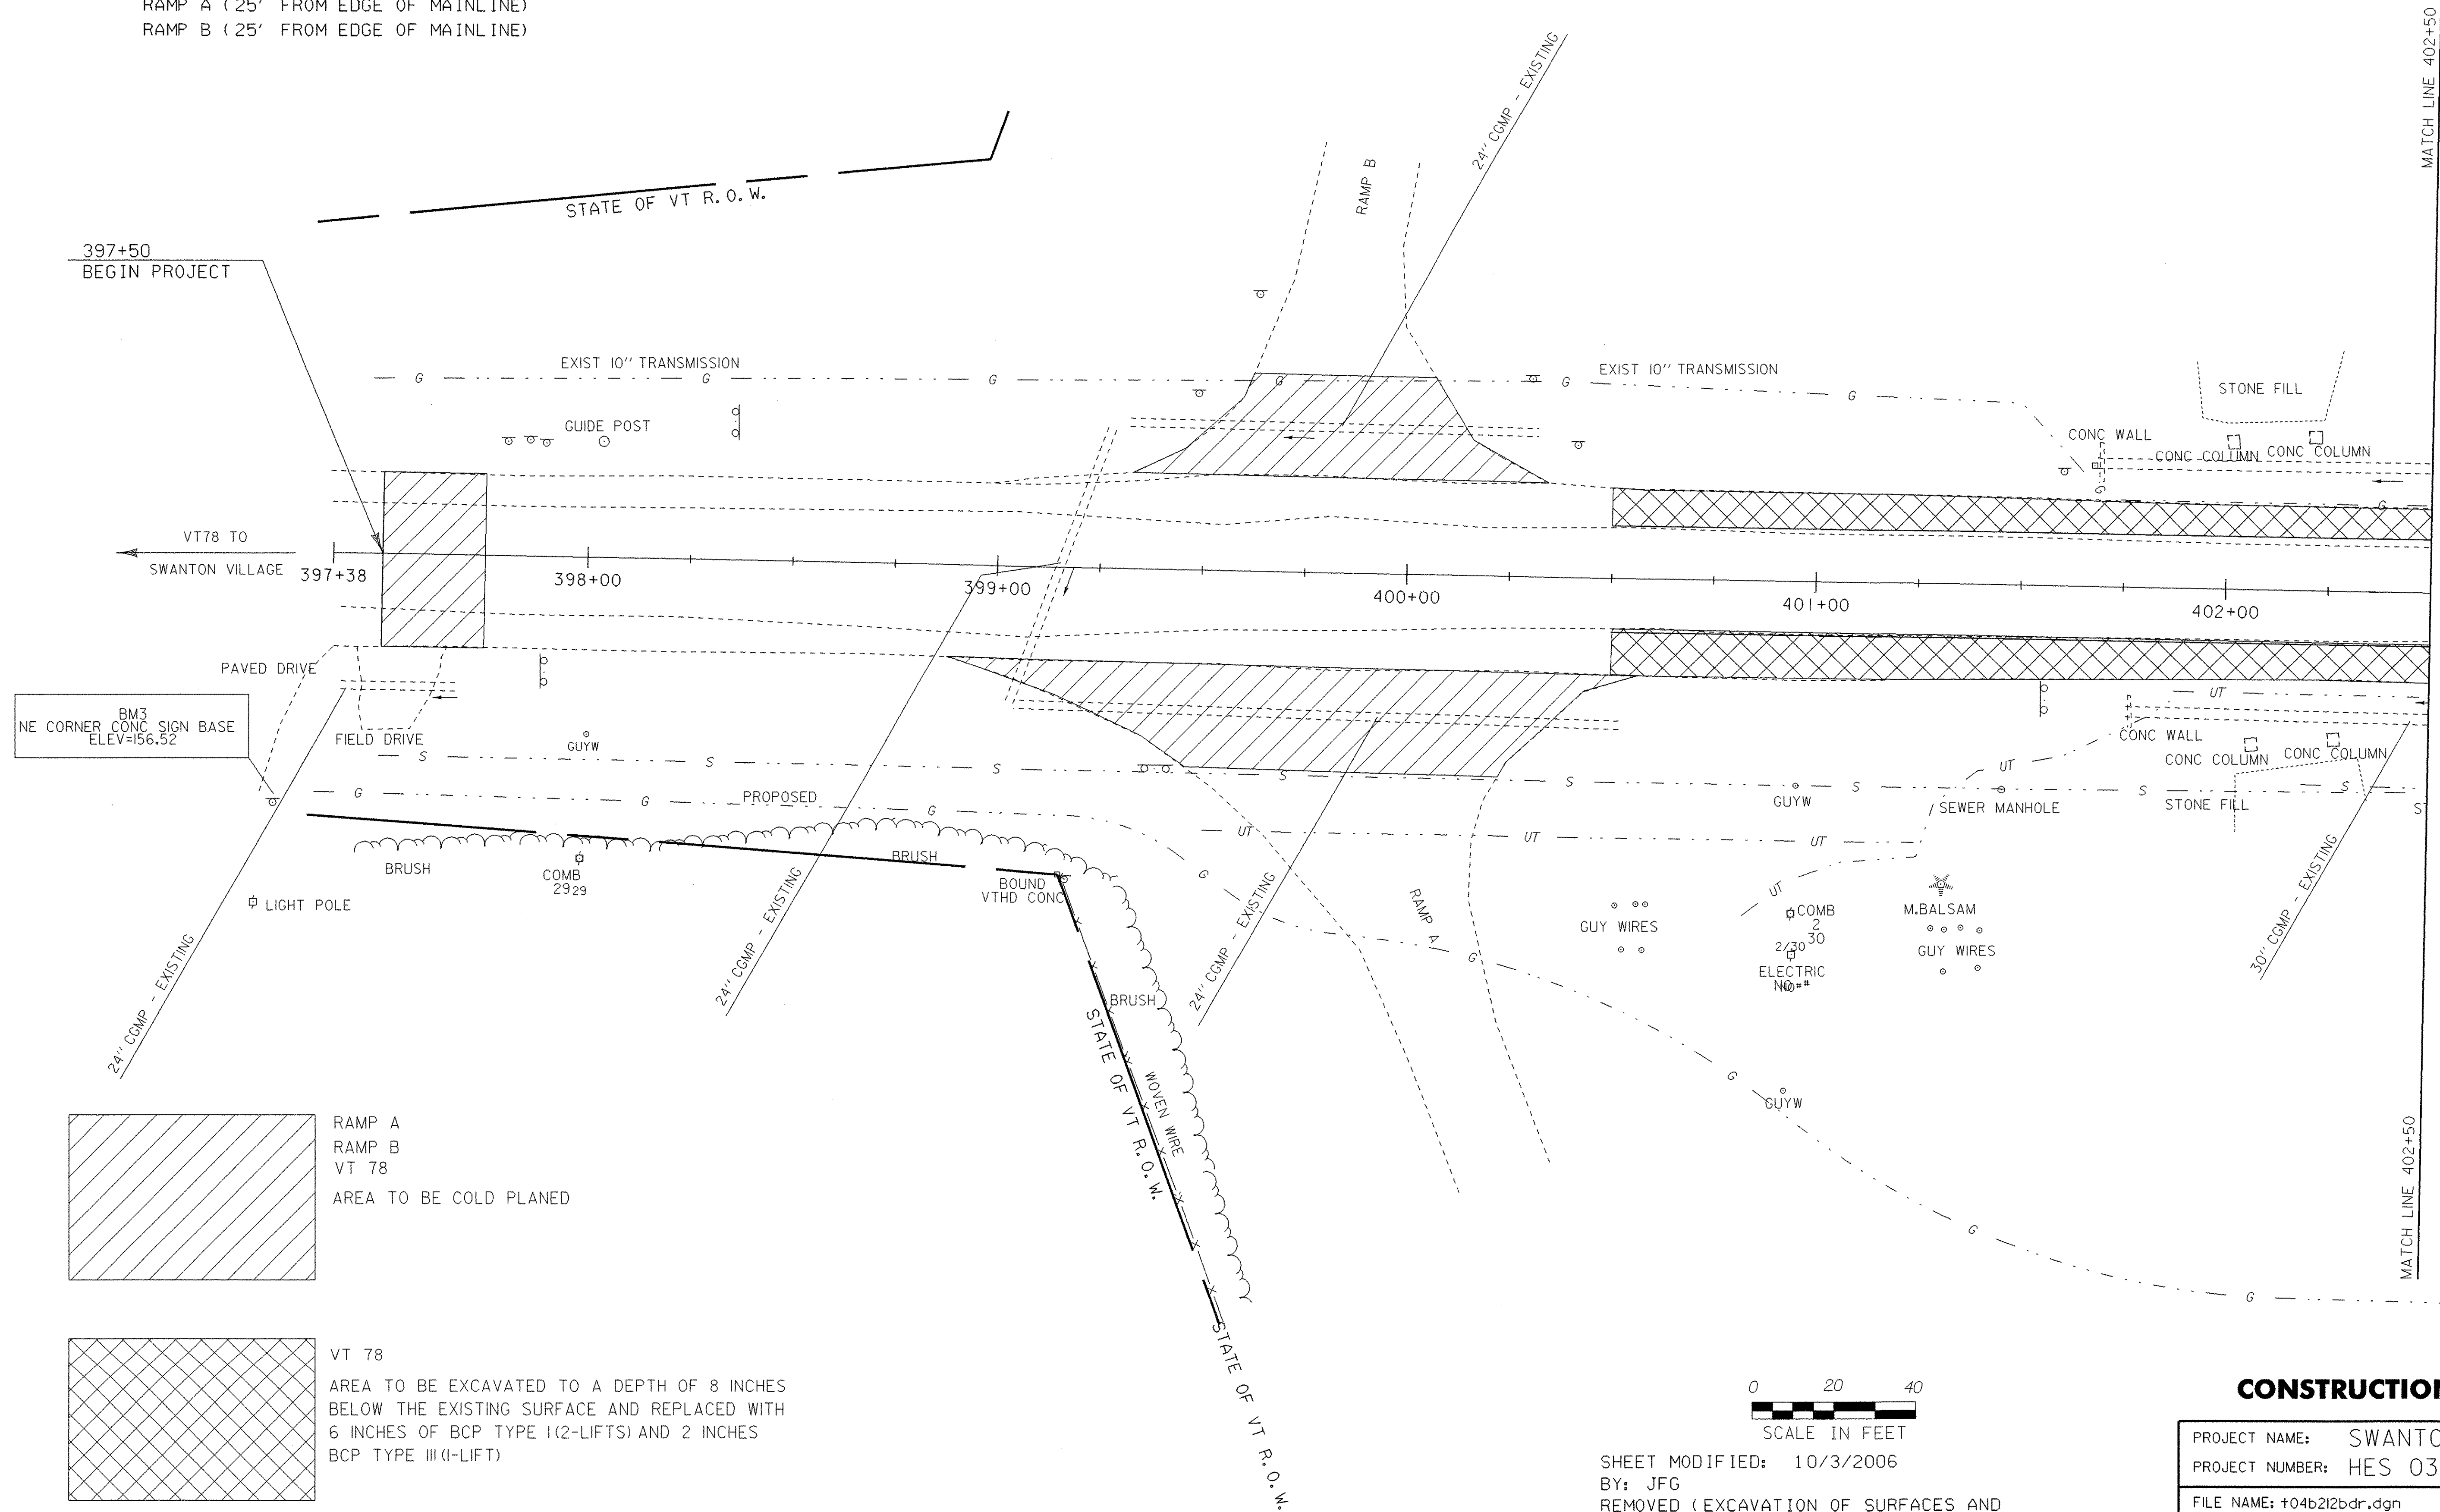 RAMP A (25' FROM EDGE OF MAINLINE)
RAMP B (25' FROM EDGE OF MAINLINE)
MATCH LINE 402+50
24'' CGMP - EXISTING
RAMP B
STATE OF VT R.O.W.
397+50
BEGIN PROJECT
EXIST 10'' TRANSMISSION
G G G G G G
EXIST 10'' TRANSMISSION
STONE FILL
GUIDE POST
CONC WALL
CONC COLUMN CONC COLUMN
G
G
VT78 TO
SWANTON VILLAGE
397+38
398+00
399+00
400+00
401+00
402+00
PAVED DRIVE
UT
BM3
NE CORNER CONC SIGN BASE
ELEV=156.52
FIELD DRIVE
GUYW
CONC WALL
CONC COLUMN CONC COLUMN
UT
S S S S S S S S S
PROPOSED
G G G
GUYW
SEWER MANHOLE
STONE FILL
UT UT UT
BRUSH
BRUSH
COMB
2929
BOUND
VTHD CONC
G
UT
LIGHT POLE
RAMP A
GUY WIRES
COMB
2
30
2/30
ELECTRIC
NO##
M.BALSAM
GUY WIRES
24'' CGMP - EXISTING
24'' CGMP - EXISTING
24'' CGMP - EXISTING
30'' CGMP - EXISTING
G
BRUSH
STATE OF VT R.O.W.
WOVEN WIRE
G
GUYW
G
G
MATCH LINE 402+50
RAMP A
RAMP B
VT 78
AREA TO BE COLD PLANED
STATE OF VT R.O.W.
VT 78
AREA TO BE EXCAVATED TO A DEPTH OF 8 INCHES
BELOW THE EXISTING SURFACE AND REPLACED WITH
6 INCHES OF BCP TYPE I (2-LIFTS) AND 2 INCHES
BCP TYPE III (1-LIFT)
0 20 40
SCALE IN FEET
SHEET MODIFIED: 10/3/2006
BY: JFG
REMOVED (EXCAVATION OF SURFACES AND
CONSTRUCTION
PROJECT NAME: SWANTO
PROJECT NUMBER: HES 03
FILE NAME: t04b212bdr.dgn